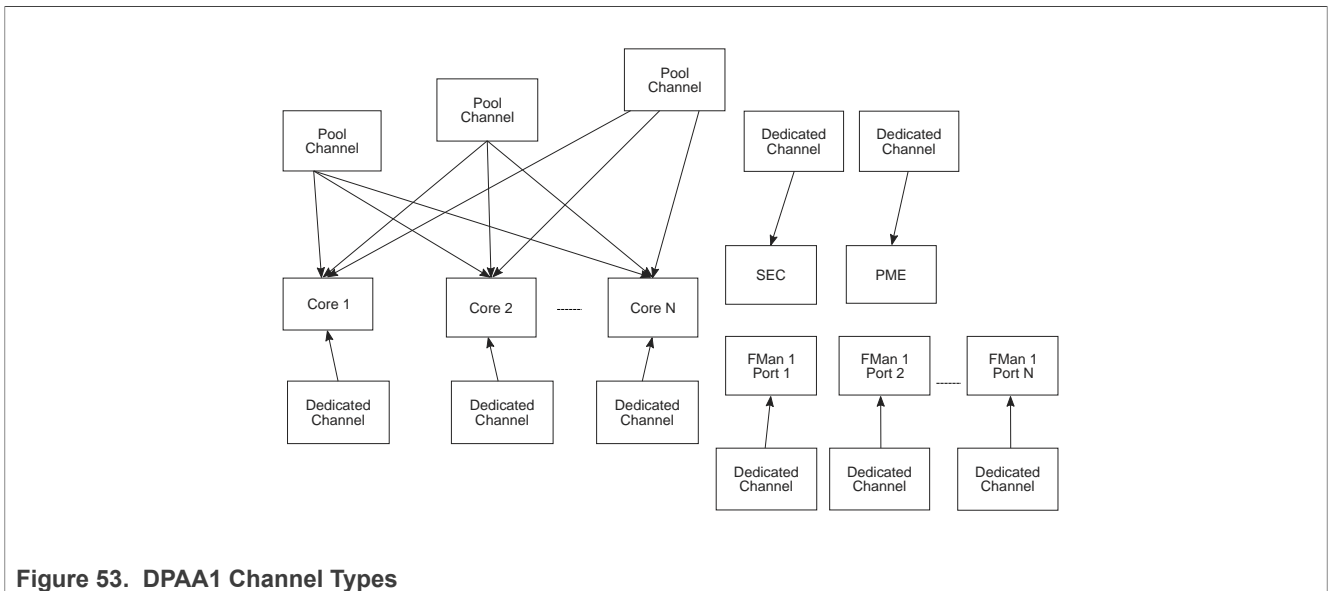 Pool
Channel
Pool
Channel
Pool
Channel
Dedicated
Channel
Dedicated
Channel
SEC
PME
Core 1
Core 2
Core N
FMan 1
Port 1
FMan 1
Port 2
FMan 1
Port N
Dedicated
Channel
Dedicated
Channel
Dedicated
Channel
Dedicated
Channel
Dedicated
Channel
Dedicated
Channel
Figure 53. DPAA1 Channel Types